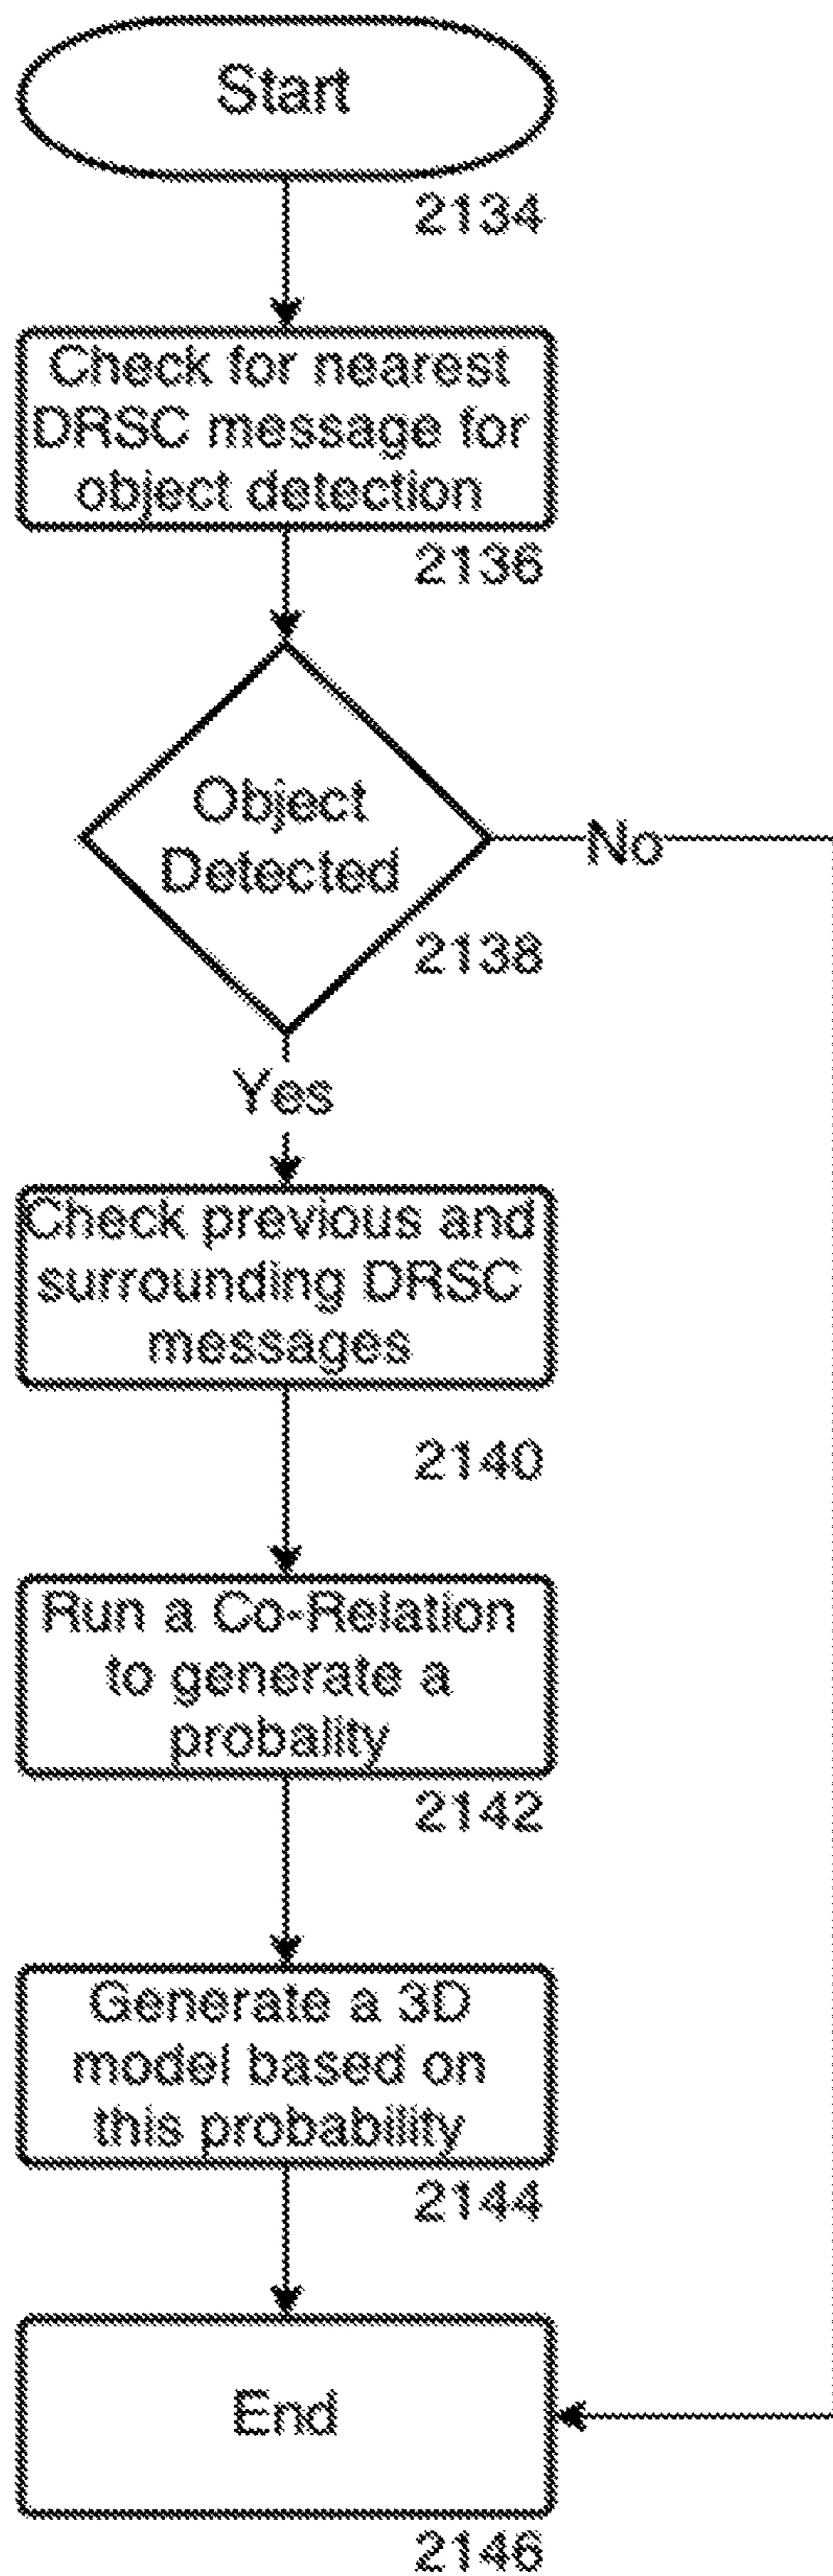 Start
2134
Check for nearest
DRSC message for
object detection
2136
Object
Detected
No
2138
Yes
Check previous and
surrounding DRSC
messages
2140
Run a Co-Relation
to generate a
probality
2142
Generate a 3D
model based on
this probability
2144
End
2146